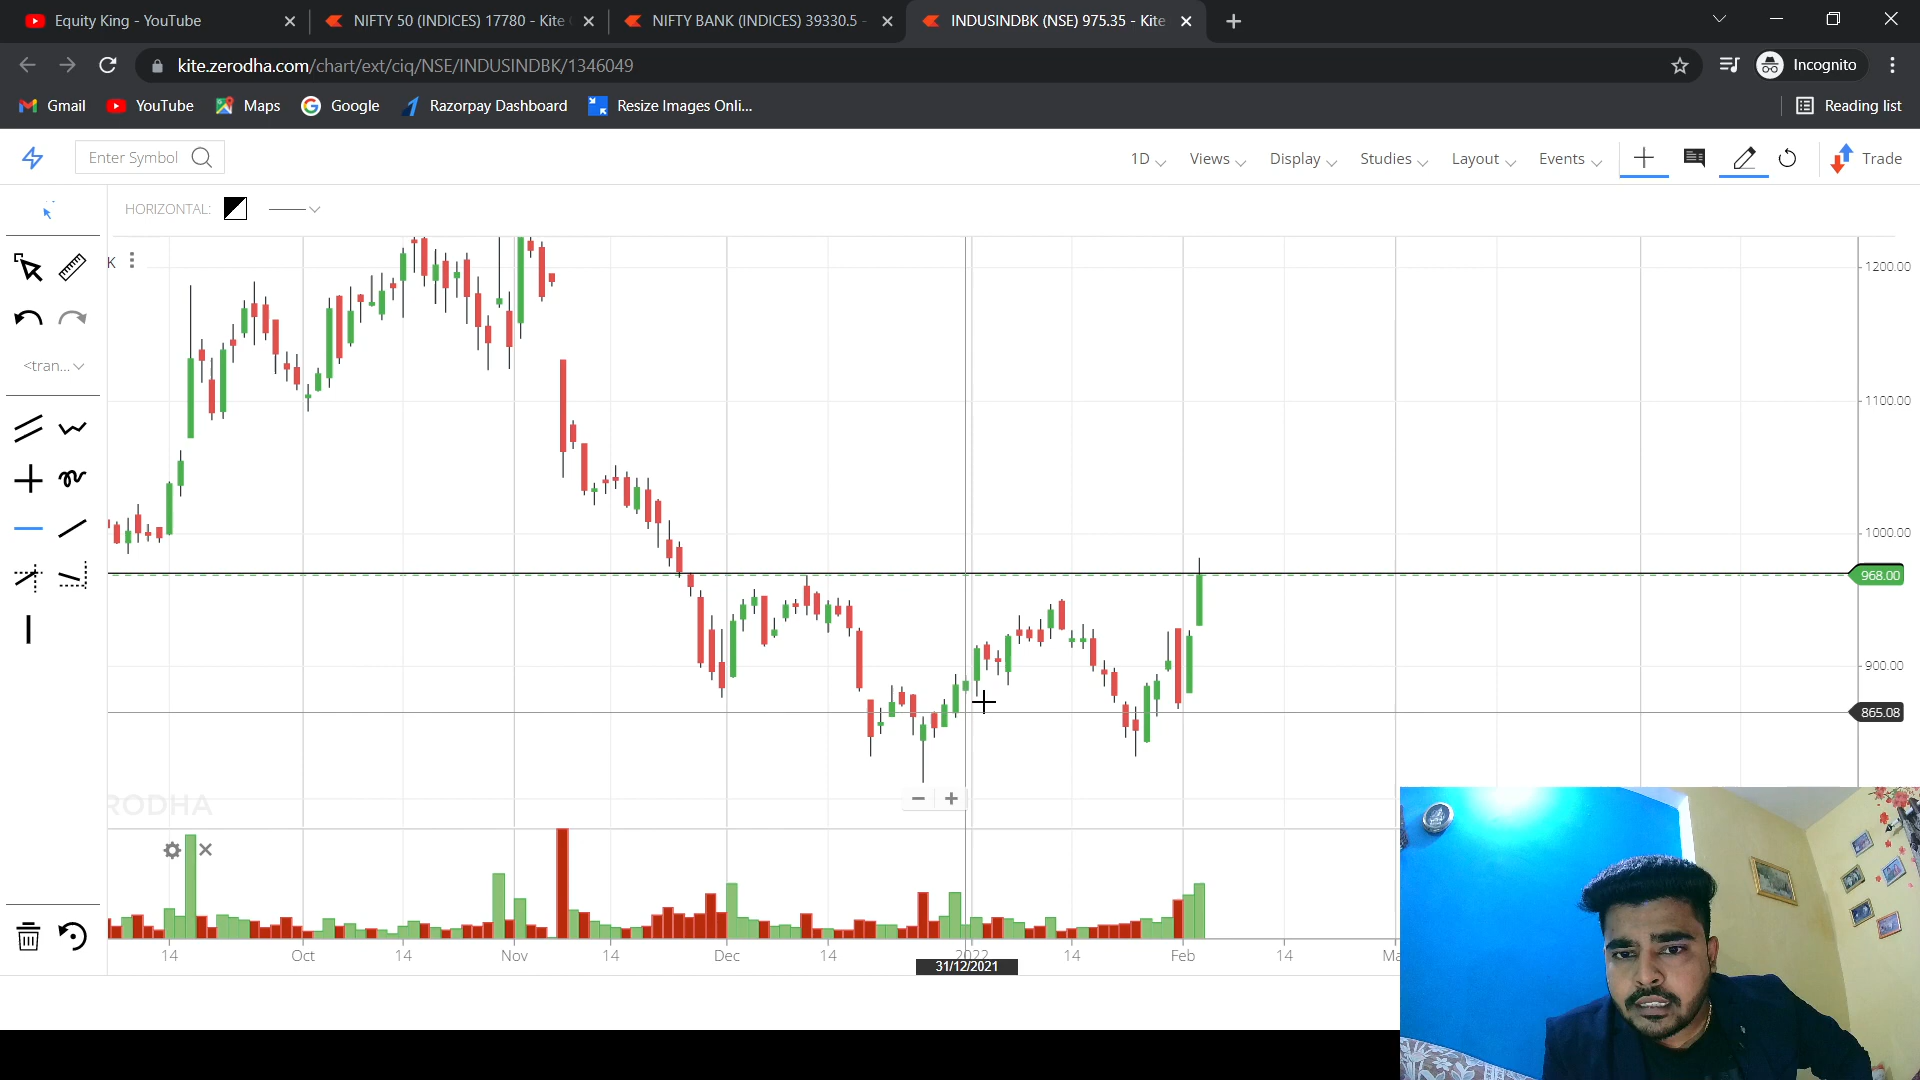 Equity King - YouTube
NIFTY 50 (INDICES) 17780 - Kite
NIFTY BANK (INDICES) 39330.5 -
INDUSINDBK (NSE) 975.35 - Kite
kite.zerodha.com/chart/ext/ciq/NSE/INDUSINDBK/1346049
Incognito
Gmail
YouTube
Maps
Google
Razorpay Dashboard
Resize Images Onli...
Reading list
Enter Symbol
1D
Views
Display
Studies
Layout
Events
Trade
HORIZONTAL:
K
1200.00
<tran...
1100.00
1000.00
968.00
900.00
865.08
RODHA
14
Oct
14
Nov
14
Dec
14
2022
14
Feb
14
Ma
31/12/2021